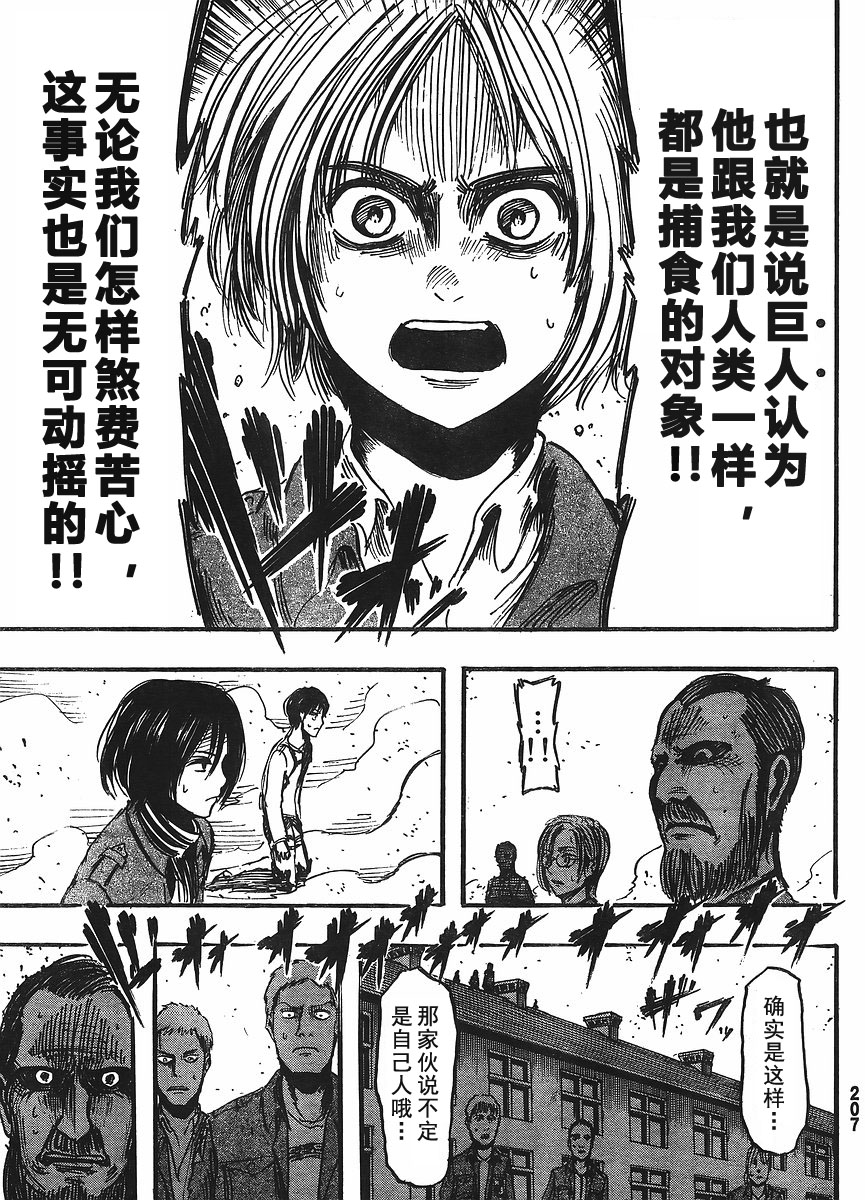 也就是说巨人认为
他跟我们人类一样，
都是捕食的对象!!
无论我们怎样煞费苦心，
这事实也是无可动摇的!!
…!!
确实是这样…
那家伙说不定
是自己人哦…
207